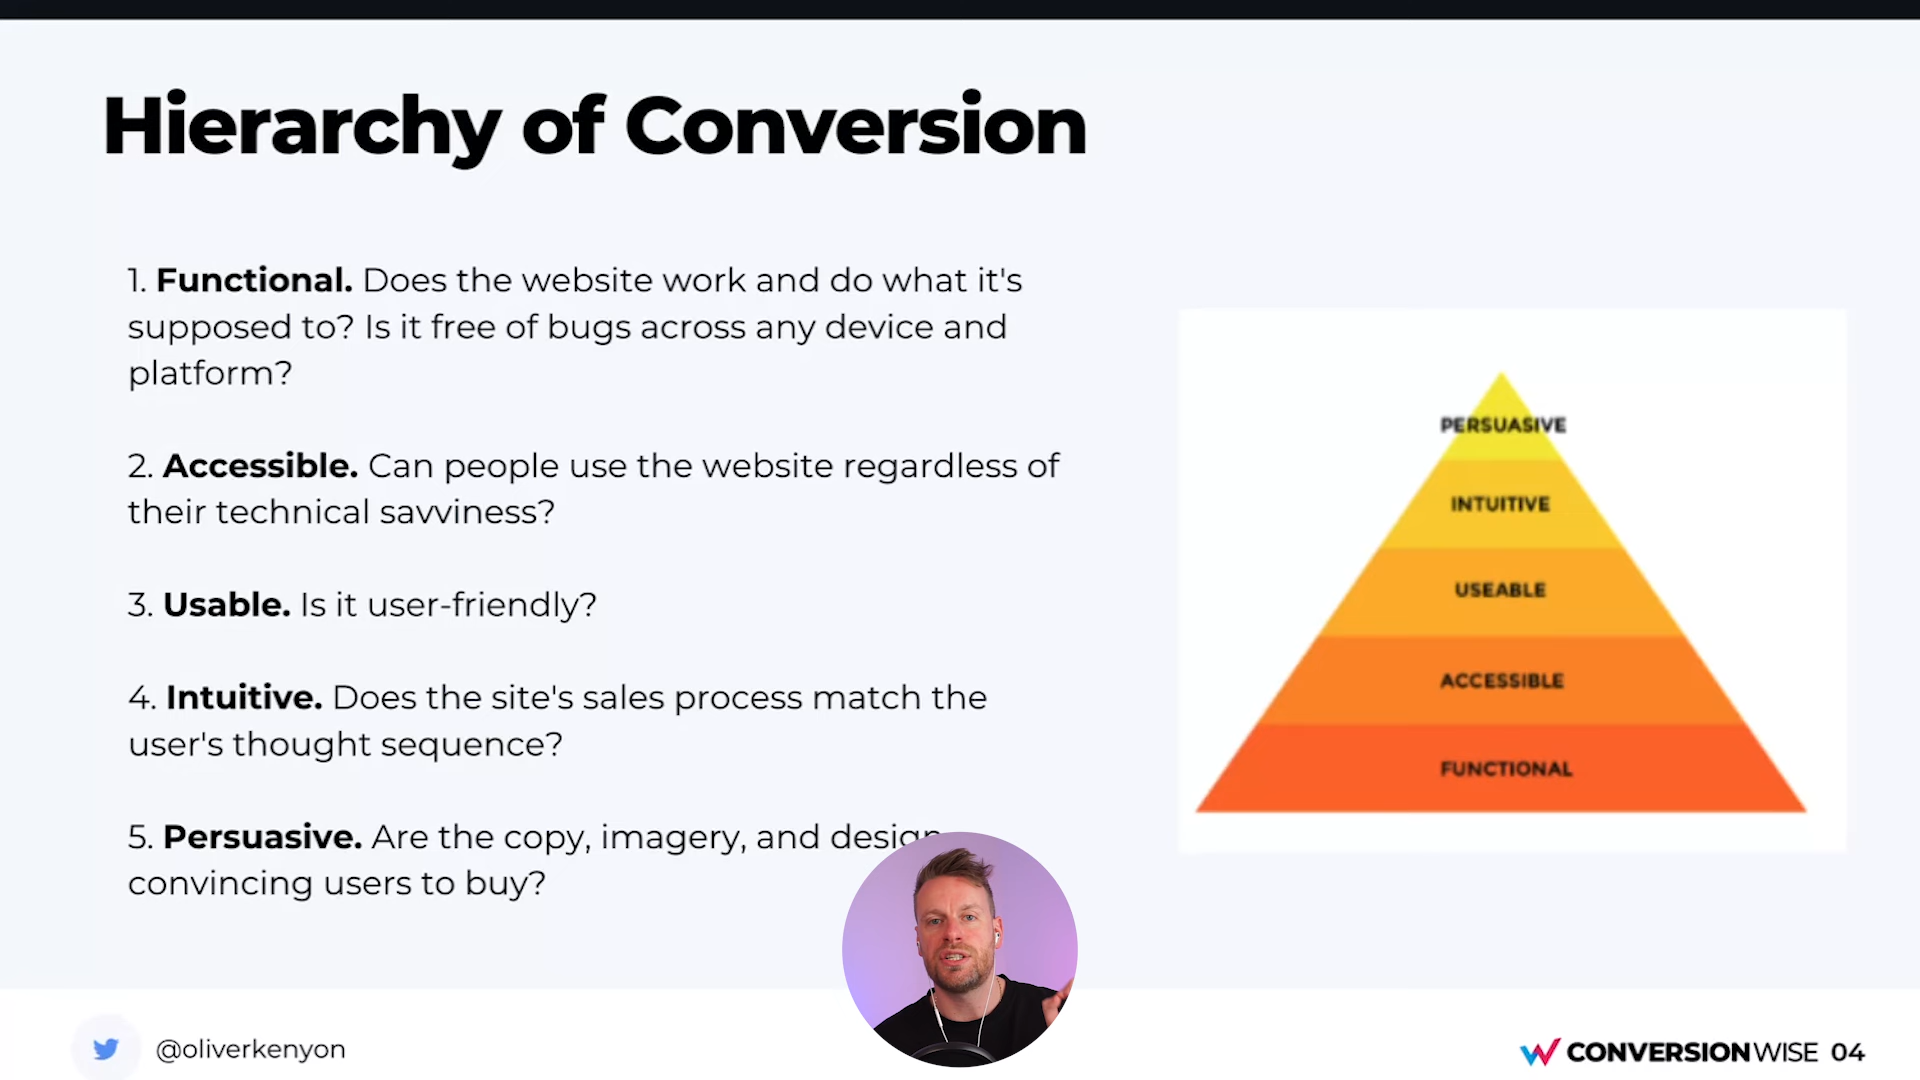 Hierarchy of Conversion
1. Functional. Does the website work and do what it's
supposed to? Is it free of bugs across any device and
platform?
2. Accessible. Can people use the website regardless of
their technical savviness?
3. Usable. Is it user-friendly?
4. Intuitive. Does the site's sales process match the
user's thought sequence?
5. Persuasive. Are the copy, imagery, and design
convincing users to buy?
PERSUASIVE
INTUITIVE
USEABLE
ACCESSIBLE
FUNCTIONAL
@oliverkenyon
CONVERSIONWISE 04